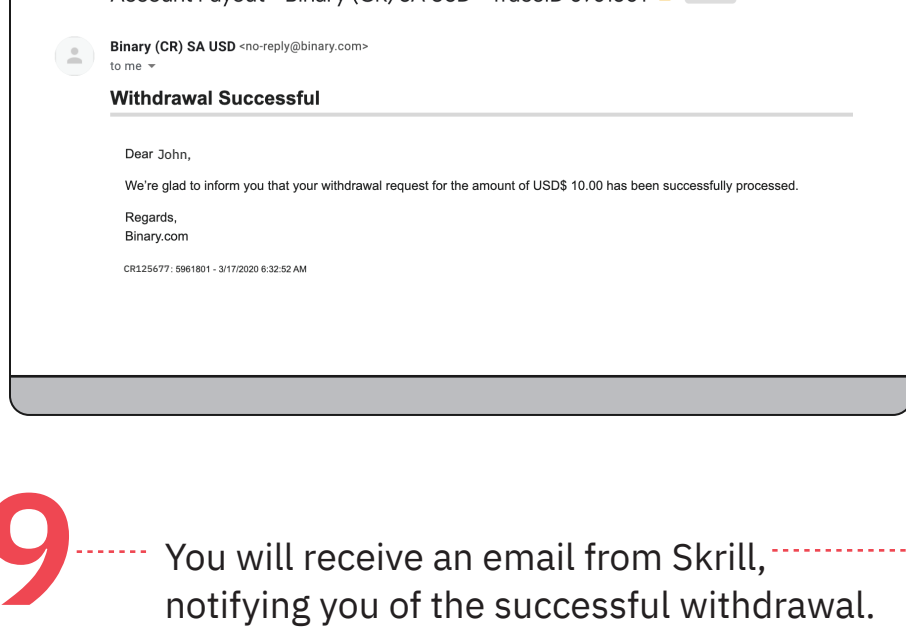 Binary (CR) SA USD <no-reply@binary.com>
to me
Withdrawal Successful
Dear John,
We're glad to inform you that your withdrawal request for the amount of USD$ 10.00 has been successfully processed.
Regards,
Binary.com
CR125677: 5961801 - 3/17/2020 6:32:52 AM
9
You will receive an email from Skrill,
notifying you of the successful withdrawal.